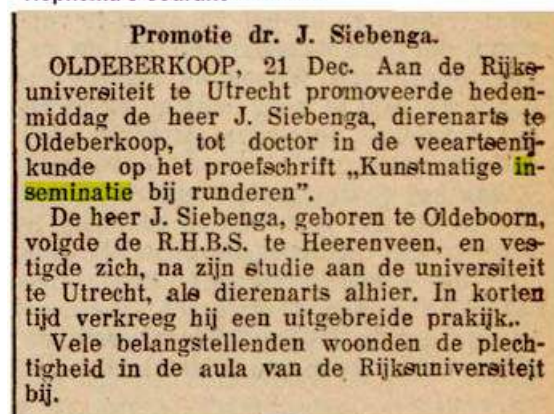 Promotie dr. J. Siebenga.
OLDEBERKOOP, 21 Dec. Aan de Rijks-
universiteit te Utrecht promoveerde heden-
middag de heer J. Siebenga, dierenarts te
Oldeberkoop, tot doctor in de veeartsenij-
kunde op het proefschrift „Kunstmatige in-
seminatie bij runderen”.
De heer J. Siebenga, geboren te Oldeboorn,
volgde de R.H.B.S. te Heerenveen, en ves-
tigde zich, na zijn studie aan de universiteit
te Utrecht, als dierenarts alhier. In korten
tijd verkreeg hij een uitgebreide prakijk..
Vele belangstellenden woonden de plech-
tigheid in de aula van de Rijksuniversiteit
bij.